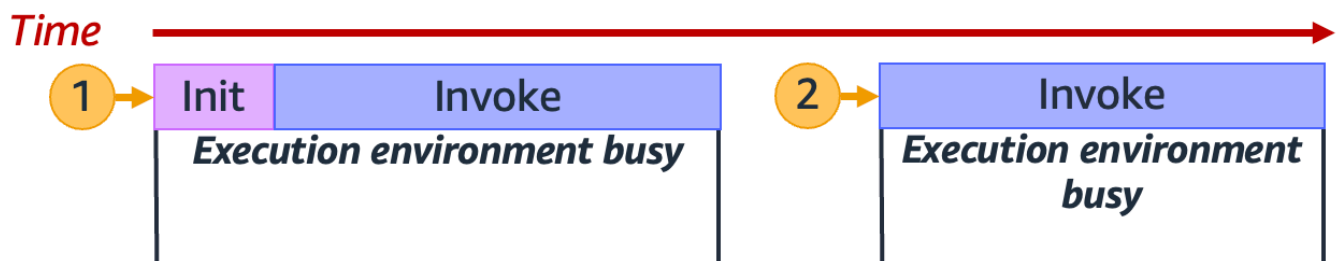 Time
1
Init
Invoke
2
Invoke
Execution environment busy
Execution environment
busy